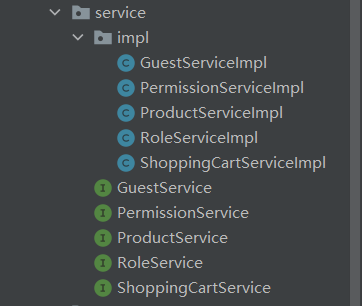 service
impl
GuestServiceImpl
PermissionServiceImpl
ProductServiceImpl
RoleServiceImpl
ShoppingCartServiceImpl
GuestService
PermissionService
ProductService
RoleService
ShoppingCartService